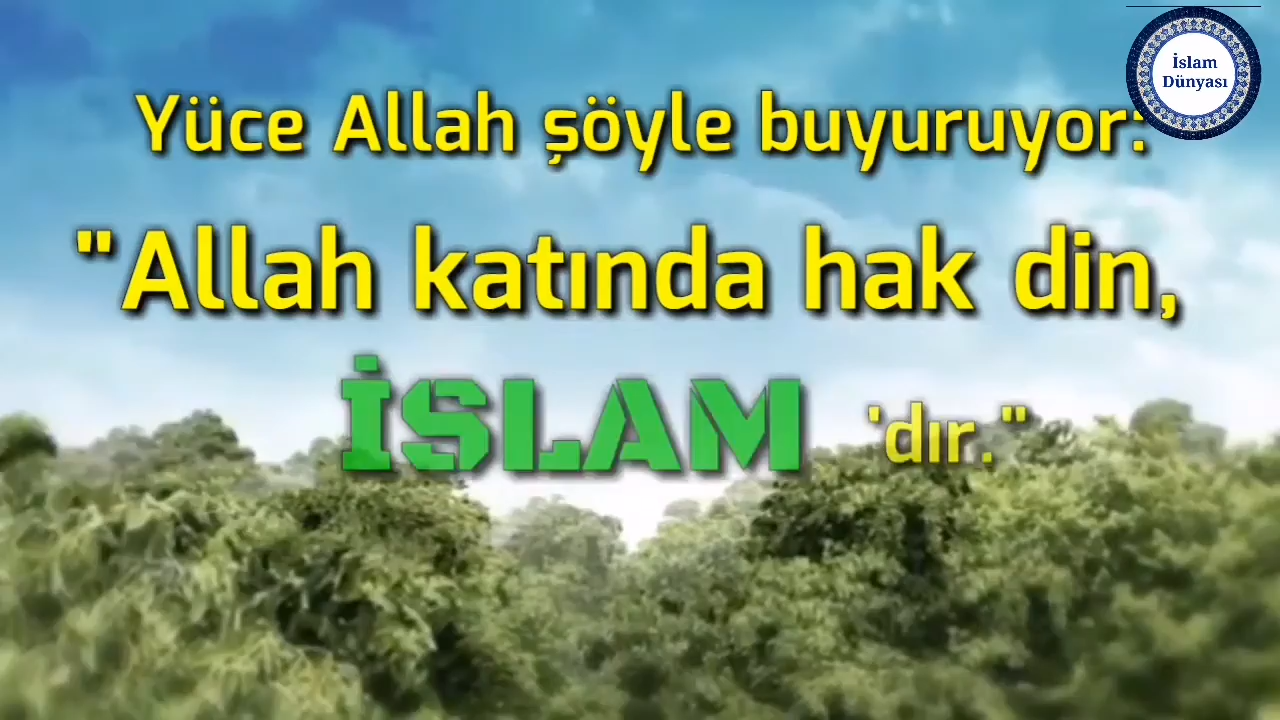 Yüce Allah şöyle buyuruyor:
"Allah katında hak din,
İSLAM 'dır."
İslam
Dünyası